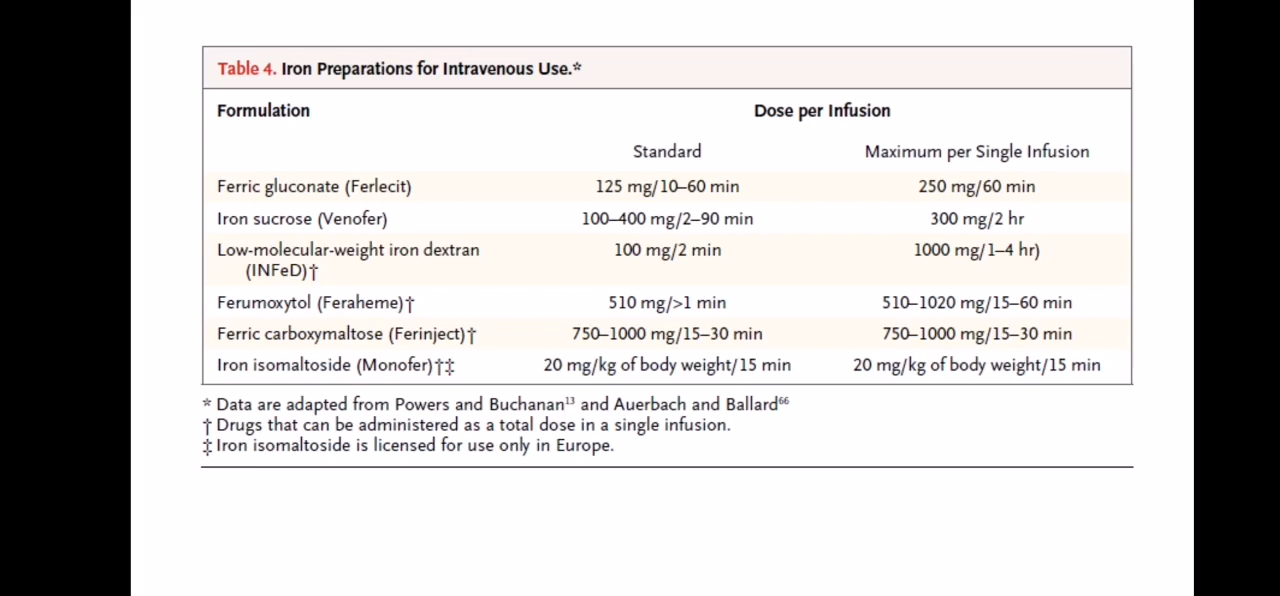 Table 4. Iron Preparations for Intravenous Use.*
Formulation Dose per Infusion
Standard Maximum per Single Infusion
Ferric gluconate (Ferlecit) 125 mg/10–60 min 250 mg/60 min
Iron sucrose (Venofer) 100–400 mg/2–90 min 300 mg/2 hr
Low-molecular-weight iron dextran 100 mg/2 min 1000 mg/1–4 hr)
(INFeD)†
Ferumoxytol (Feraheme)† 510 mg/>1 min 510–1020 mg/15–60 min
Ferric carboxymaltose (Ferinject)† 750–1000 mg/15–30 min 750–1000 mg/15–30 min
Iron isomaltoside (Monofer)†‡ 20 mg/kg of body weight/15 min 20 mg/kg of body weight/15 min
* Data are adapted from Powers and Buchanan¹³ and Auerbach and Ballard⁶⁶
† Drugs that can be administered as a total dose in a single infusion.
‡ Iron isomaltoside is licensed for use only in Europe.